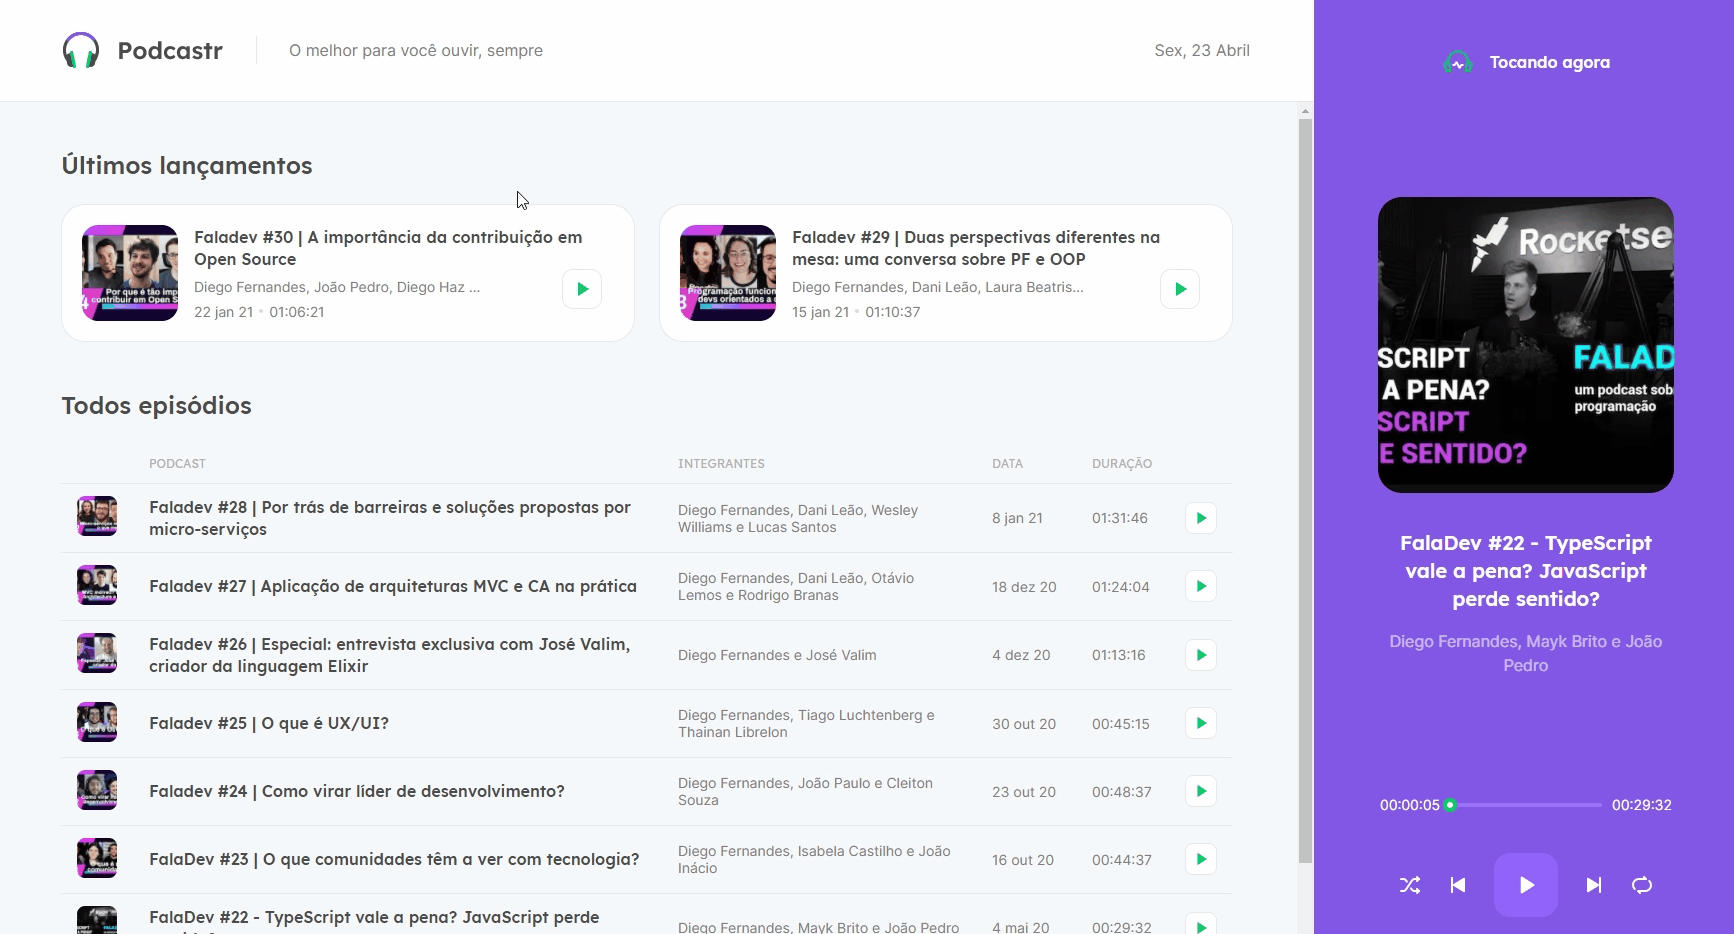 Podcastr
O melhor para você ouvir, sempre
Sex, 23 Abril
Últimos lançamentos
Faladev #30 | A importância da contribuição em
Open Source
Diego Fernandes, João Pedro, Diego Haz ...
22 jan 21 • 01:06:21
Por que é tão imp
contribuir em Open S
Faladev #29 | Duas perspectivas diferentes na
mesa: uma conversa sobre PF e OOP
Diego Fernandes, Dani Leão, Laura Beatris...
15 jan 21 • 01:10:37
Programação funcion
devs orientados a
Todos episódios
PODCAST INTEGRANTES DATA DURAÇÃO
Faladev #28 | Por trás de barreiras e soluções propostas por
micro-serviços
Diego Fernandes, Dani Leão, Wesley
Williams e Lucas Santos
8 jan 21
01:31:46
Faladev #27 | Aplicação de arquiteturas MVC e CA na prática
Diego Fernandes, Dani Leão, Otávio
Lemos e Rodrigo Branas
18 dez 20
01:24:04
Faladev #26 | Especial: entrevista exclusiva com José Valim,
criador da linguagem Elixir
Diego Fernandes e José Valim
4 dez 20
01:13:16
Faladev #25 | O que é UX/UI?
Diego Fernandes, Tiago Luchtenberg e
Thainan Librelon
30 out 20
00:45:15
Faladev #24 | Como virar líder de desenvolvimento?
Diego Fernandes, João Paulo e Cleiton
Souza
23 out 20
00:48:37
FalaDev #23 | O que comunidades têm a ver com tecnologia?
Diego Fernandes, Isabela Castilho e João
Inácio
16 out 20
00:44:37
FalaDev #22 - TypeScript vale a pena? JavaScript perde
Diego Fernandes, Mayk Brito e João Pedro
4 mai 20
00:29:32
Tocando agora
Rocketse
SCRIPT
A PENA?
SCRIPT
E SENTIDO?
FALAD
um podcast sob
programação
FalaDev #22 - TypeScript
vale a pena? JavaScript
perde sentido?
Diego Fernandes, Mayk Brito e João
Pedro
00:00:05
00:29:32